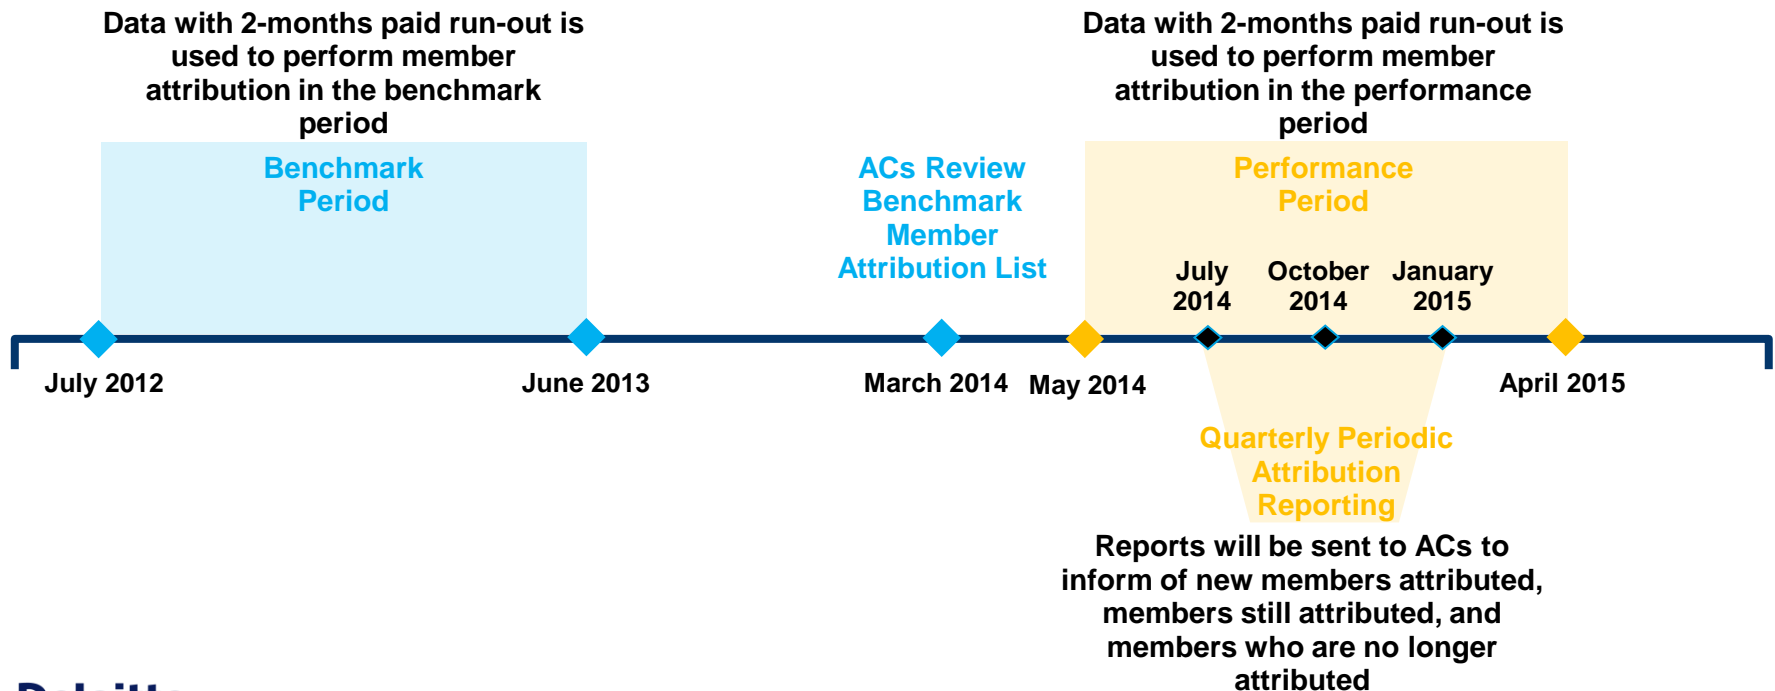 Data with 2-months paid run-out is
used to perform member
attribution in the benchmark
period
Data with 2-months paid run-out is
used to perform member
attribution in the performance
period
Benchmark
Period
ACs Review
Benchmark
Member
Attribution List
Performance
Period
July
2014
October
2014
January
2015
July 2012
June 2013
March 2014
May 2014
April 2015
Quarterly Periodic
Attribution
Reporting
Reports will be sent to ACs to
inform of new members attributed,
members still attributed, and
members who are no longer
attributed